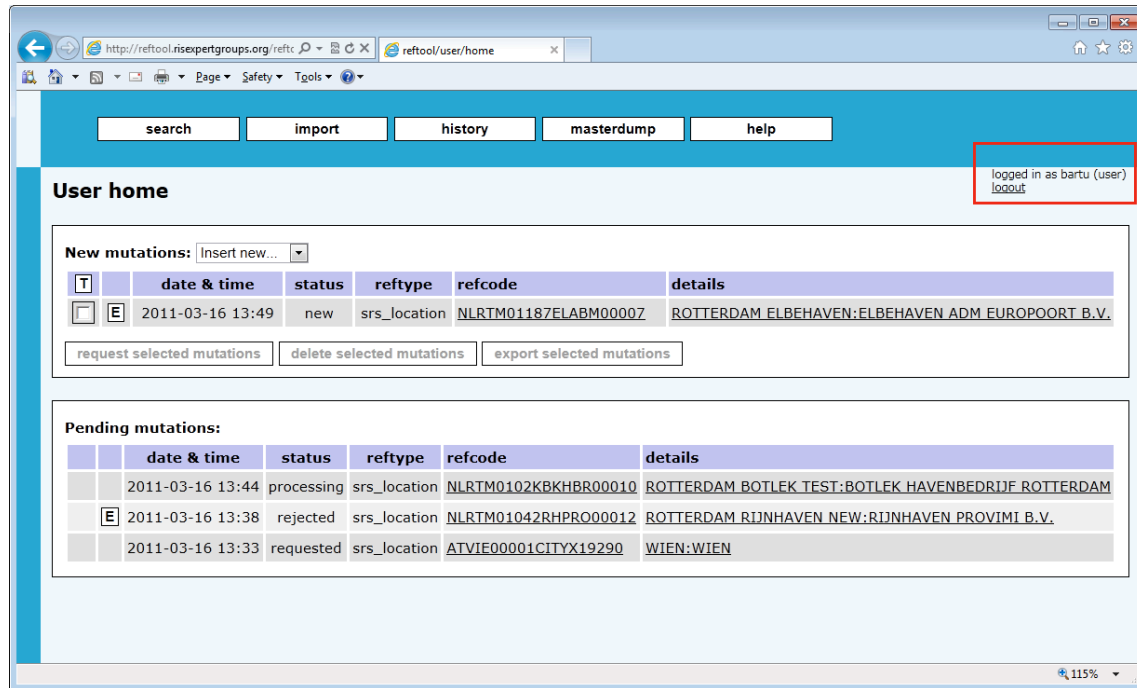 http://reftool.risexpertgroups.org/reftc
reftool/user/home
Page Safety Tools
search import history masterdump help
logged in as bartu (user)
logout
User home
New mutations: Insert new...
T date & time status reftype refcode details
E 2011-03-16 13:49 new srs_location NLRTM01187ELABM00007 ROTTERDAM ELBEHAVEN:ELBEHAVEN ADM EUROPOORT B.V.
request selected mutations delete selected mutations export selected mutations
Pending mutations:
date & time status reftype refcode details
2011-03-16 13:44 processing srs_location NLRTM0102KBKHBR00010 ROTTERDAM BOTLEK TEST:BOTLEK HAVENBEDRIJF ROTTERDAM
E 2011-03-16 13:38 rejected srs_location NLRTM01042RHPRO00012 ROTTERDAM RIJNHAVEN NEW:RIJNHAVEN PROVIMI B.V.
2011-03-16 13:33 requested srs_location ATVIE00001CITYX19290 WIEN:WIEN
115%